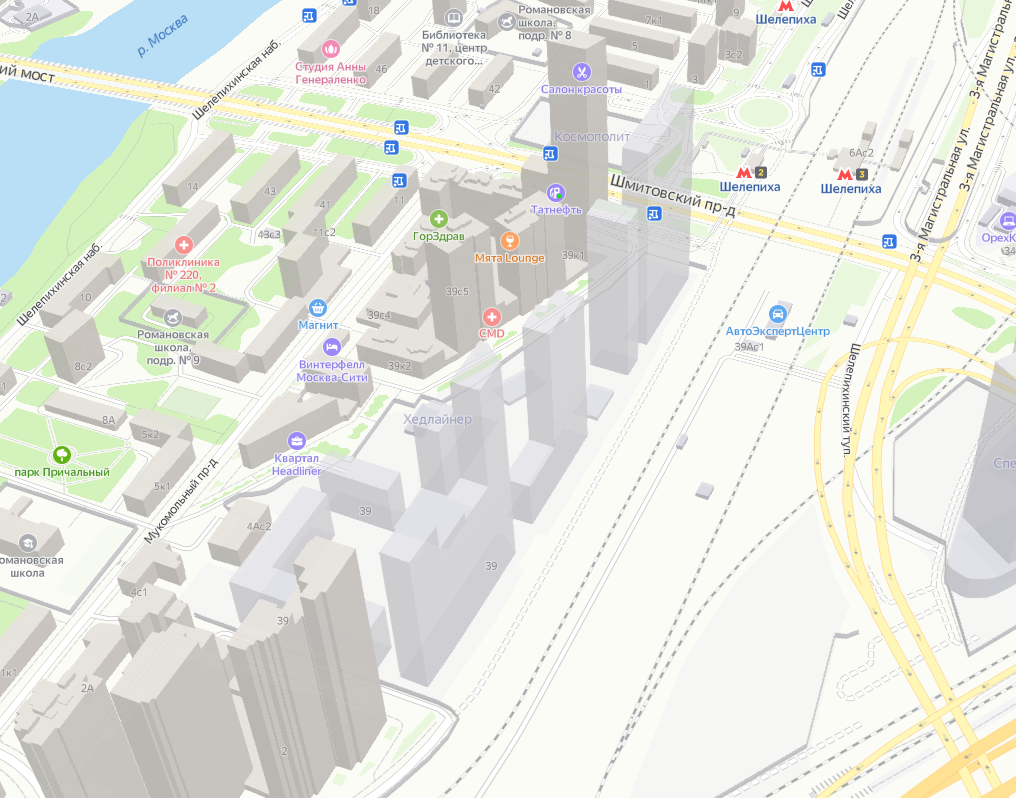 2А
р. Москва
18
Романовская
школа,
подр. № 8
Библиотека
№ 11, центр
детского...
7к1
Шелепиха
3с2
3
1
Студия Анны
Генераленко
46
42
Салон красоты
ий мост
Шелепихинская наб.
3-я Магистральная ул.
3-я Магистральная ул.
Космополит
6Ас2
2
3
Шелепиха
Шелепиха
14
43
41
11
Шмитовский пр-д
Татнефть
ГорЗдрав
43с3
11с2
Мята Lounge
39к1
ОрехК
34
Поликлиника
№ 220,
филиал № 2
Шелепихинская наб.
10
39с5
39с4
Магнит
CMD
АвтоЭкспертЦентр
39Ас1
Романовская
школа,
подр. № 9
8с2
Винтерфелл
Москва-Сити
39к2
Шелепихинский туп.
8А
Хедлайнер
5к2
парк Причальный
Квартал
Headliner
Спе
5к1
Мукомольный пр-д
39
4Ас2
омановская
школа
39
4с1
39
1к1
2А
2